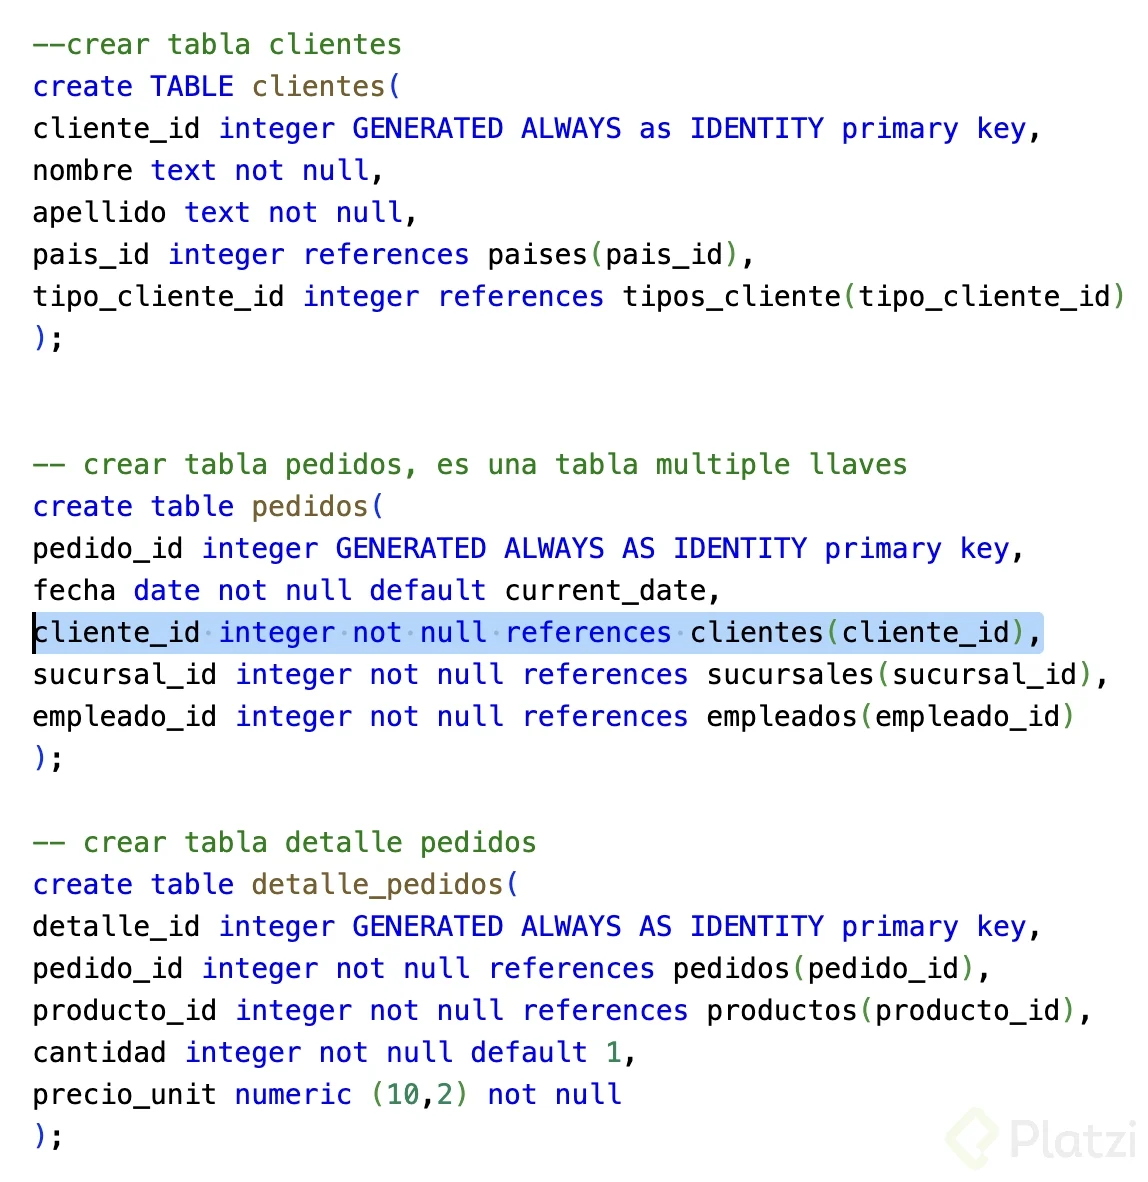 --crear tabla clientes
create TABLE clientes(
cliente_id integer GENERATED ALWAYS as IDENTITY primary key,
nombre text not null,
apellido text not null,
pais_id integer references paises(pais_id),
tipo_cliente_id integer references tipos_cliente(tipo_cliente_id)
);
-- crear tabla pedidos, es una tabla multiple llaves
create table pedidos(
pedido_id integer GENERATED ALWAYS AS IDENTITY primary key,
fecha date not null default current_date,
cliente_id integer not null references clientes(cliente_id),
sucursal_id integer not null references sucursales(sucursal_id),
empleado_id integer not null references empleados(empleado_id)
);
-- crear tabla detalle pedidos
create table detalle_pedidos(
detalle_id integer GENERATED ALWAYS AS IDENTITY primary key,
pedido_id integer not null references pedidos(pedido_id),
producto_id integer not null references productos(producto_id),
cantidad integer not null default 1,
precio_unit numeric (10,2) not null
);
Platzi